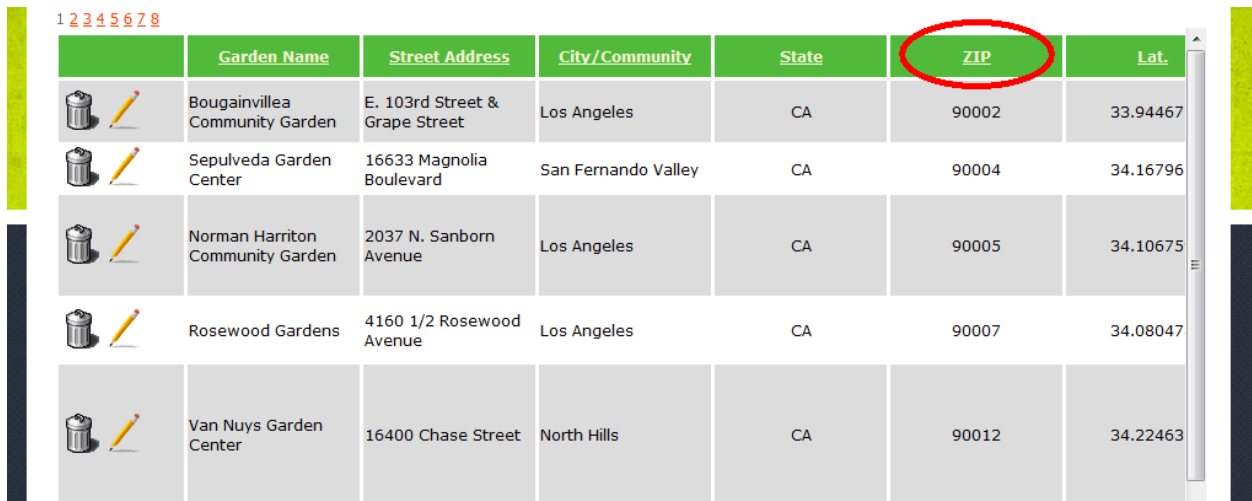 1 2 3 4 5 6 7 8
Garden Name Street Address City/Community State ZIP Lat.
Bougainvillea Community Garden E. 103rd Street & Grape Street Los Angeles CA 90002 33.94467
Sepulveda Garden Center 16633 Magnolia Boulevard San Fernando Valley CA 90004 34.16796
Norman Harriton Community Garden 2037 N. Sanborn Avenue Los Angeles CA 90005 34.10675
Rosewood Gardens 4160 1/2 Rosewood Avenue Los Angeles CA 90007 34.08047
Van Nuys Garden Center 16400 Chase Street North Hills CA 90012 34.22463